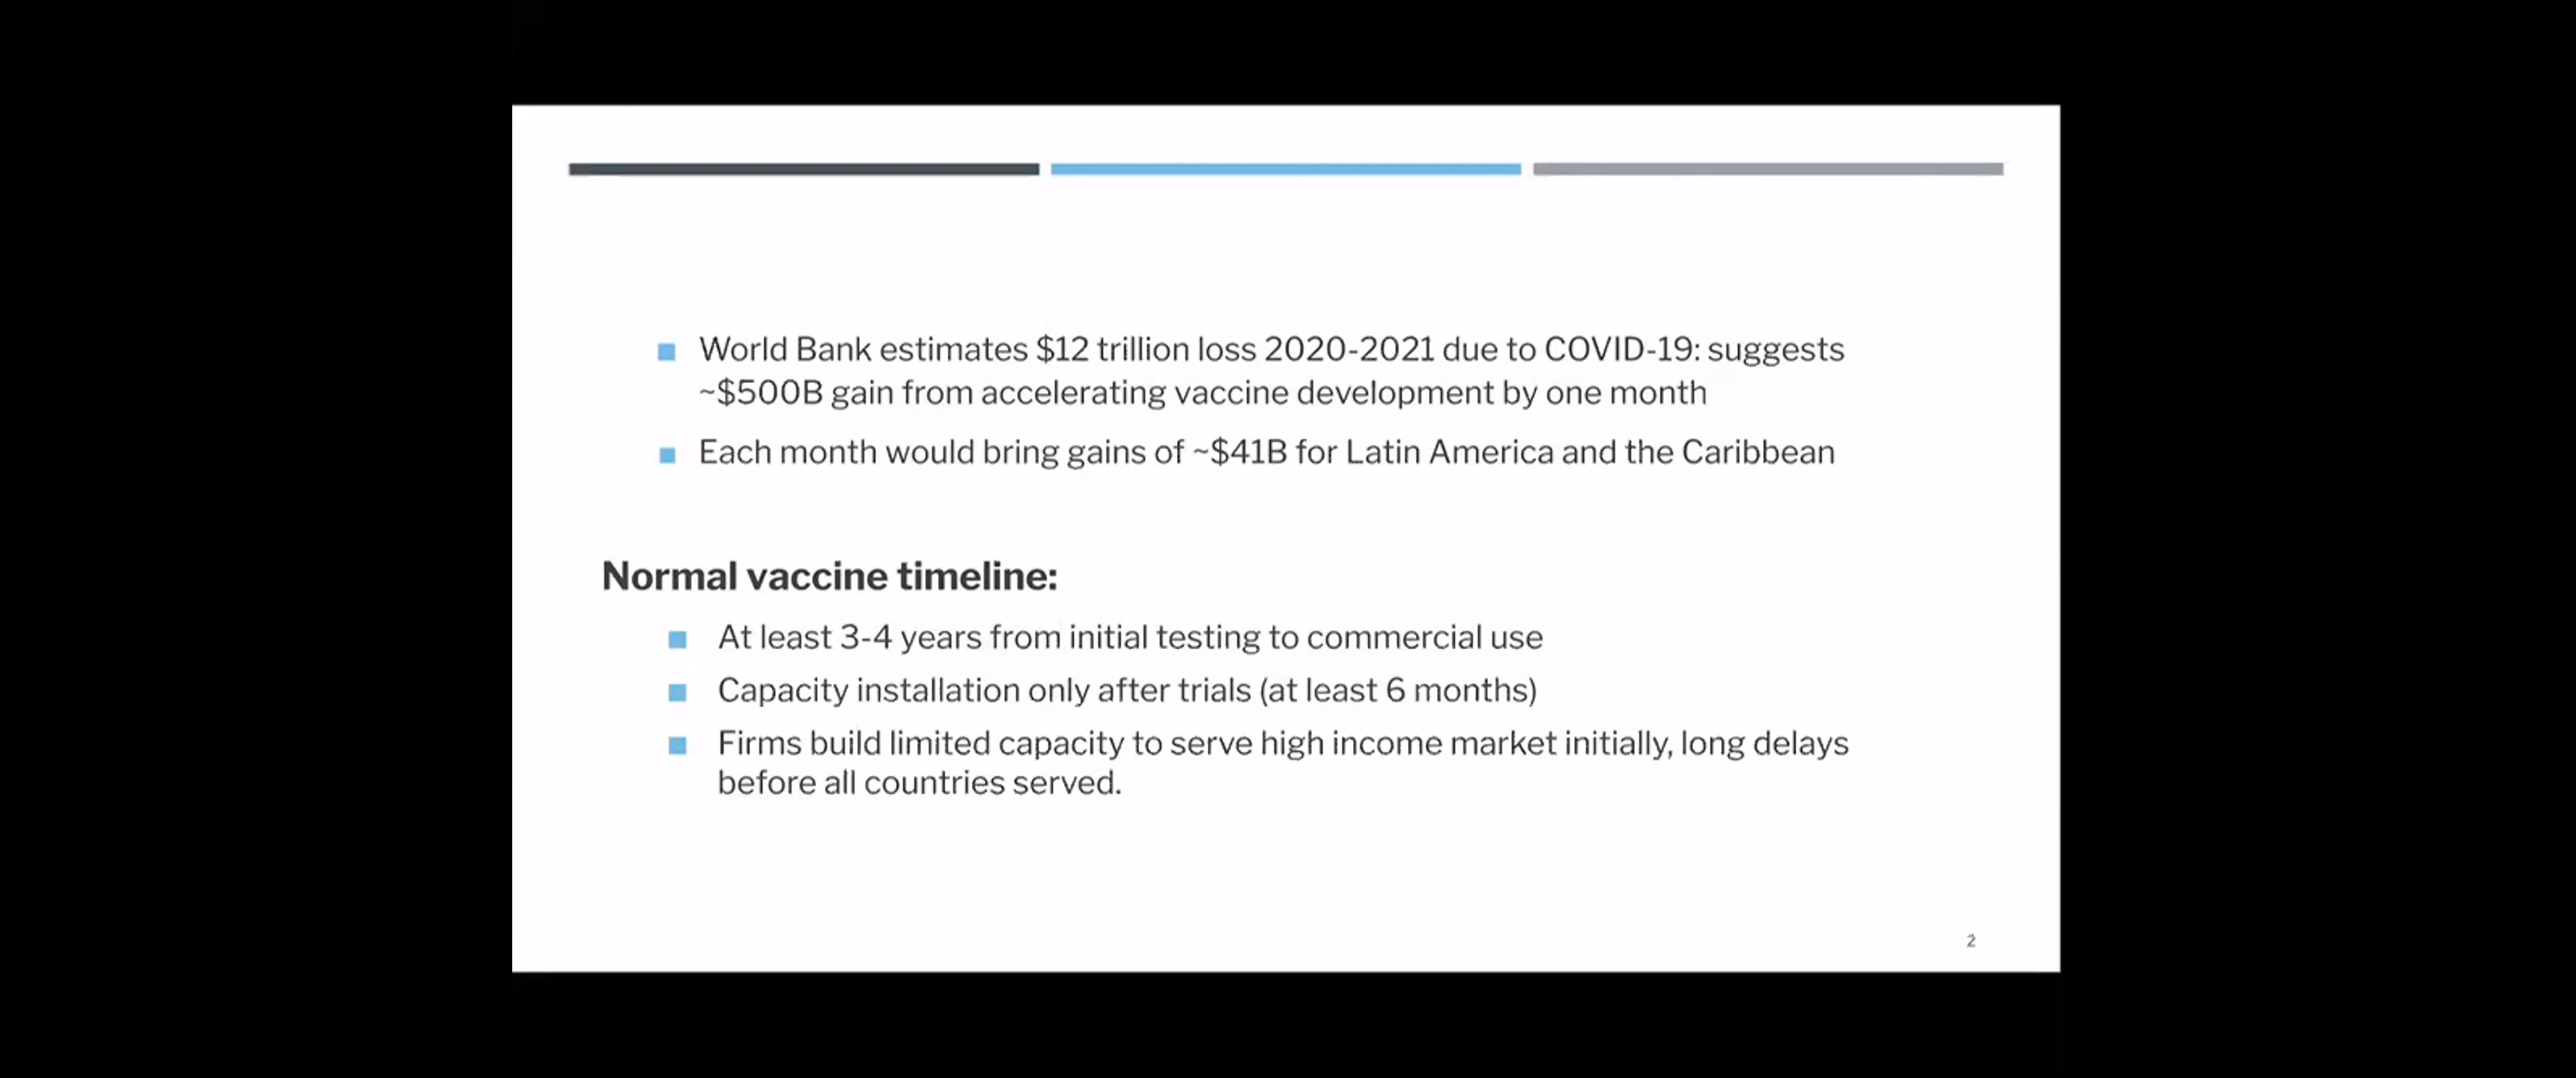 World Bank estimates $12 trillion loss 2020-2021 due to COVID-19: suggests
~$500B gain from accelerating vaccine development by one month
Each month would bring gains of ~$41B for Latin America and the Caribbean
Normal vaccine timeline:
At least 3-4 years from initial testing to commercial use
Capacity installation only after trials (at least 6 months)
Firms build limited capacity to serve high income market initially, long delays
before all countries served.
2